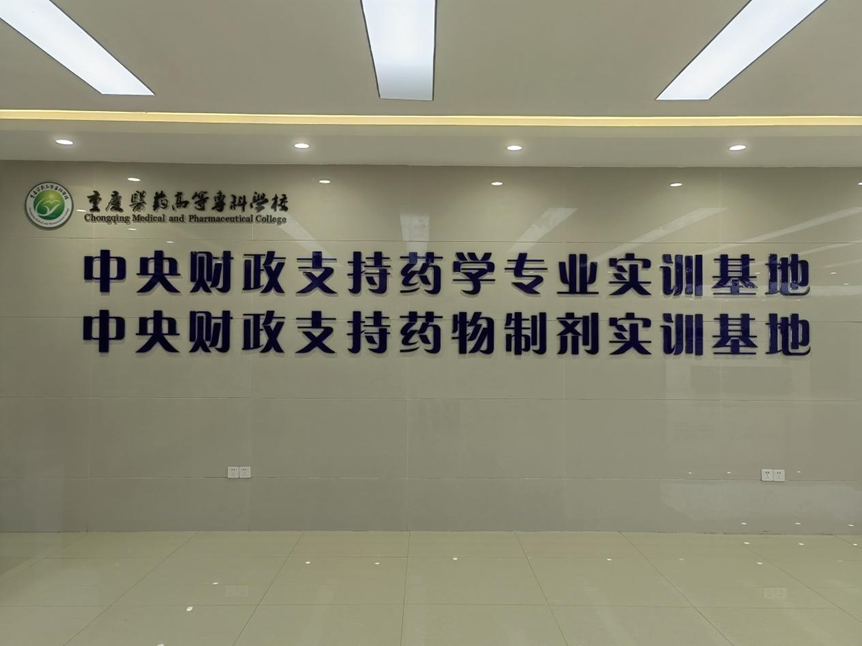 重庆醫药高等專科学校
Chongqing Medical and Pharmaceutical College
中央财政支持药学专业实训基地
中央财政支持药物制剂实训基地